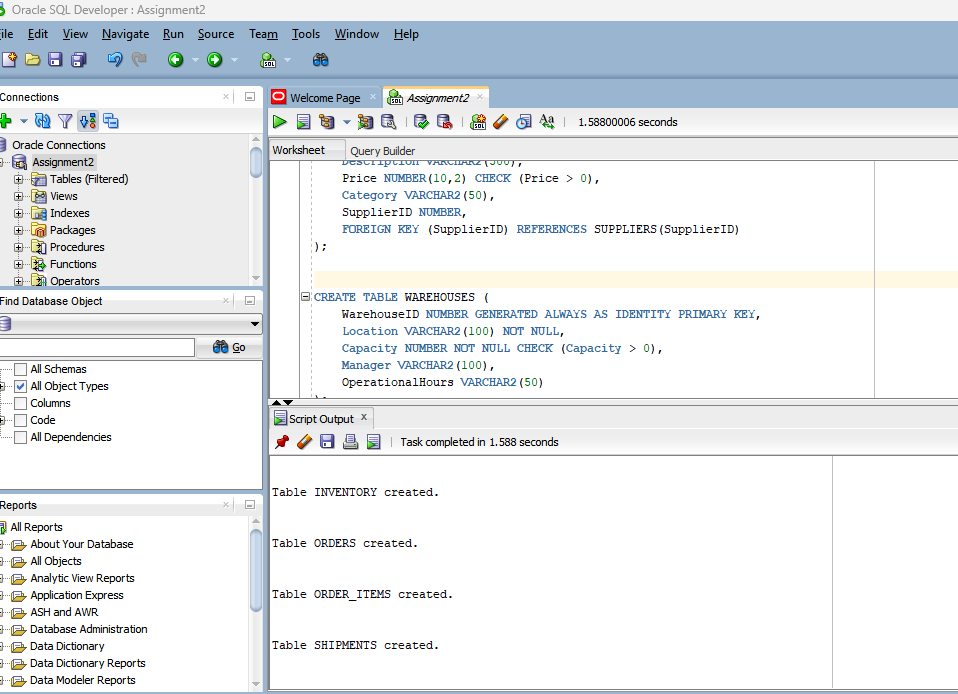 Oracle SQL Developer : Assignment2
ile Edit View Navigate Run Source Team Tools Window Help
Connections
Oracle Connections
Assignment2
Tables (Filtered)
Views
Indexes
Packages
Procedures
Functions
Operators
Find Database Object
Go
All Schemas
All Object Types
Columns
Code
All Dependencies
Reports
All Reports
About Your Database
All Objects
Analytic View Reports
Application Express
ASH and AWR
Database Administration
Data Dictionary
Data Dictionary Reports
Data Modeler Reports
Welcome Page
Assignment2
1.58800006 seconds
Worksheet Query Builder
Description VARCHAR2(500),
Price NUMBER(10,2) CHECK (Price > 0),
Category VARCHAR2(50),
SupplierID NUMBER,
FOREIGN KEY (SupplierID) REFERENCES SUPPLIERS(SupplierID)
);
CREATE TABLE WAREHOUSES (
WarehouseID NUMBER GENERATED ALWAYS AS IDENTITY PRIMARY KEY,
Location VARCHAR2(100) NOT NULL,
Capacity NUMBER NOT NULL CHECK (Capacity > 0),
Manager VARCHAR2(100),
OperationalHours VARCHAR2(50)
);
Script Output
Task completed in 1.588 seconds
Table INVENTORY created.
Table ORDERS created.
Table ORDER_ITEMS created.
Table SHIPMENTS created.